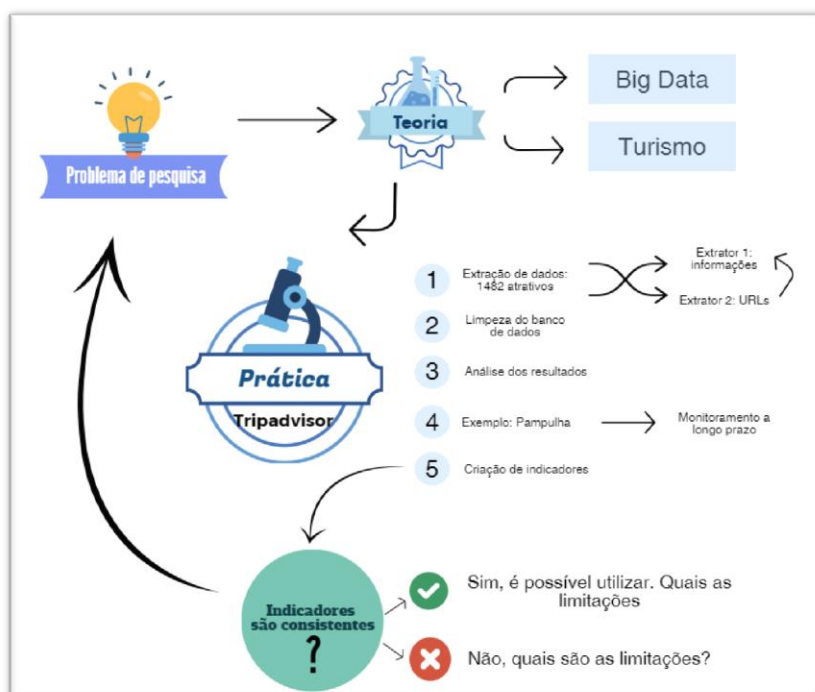 Problema de pesquisa
Teoria
Big Data
Turismo
Prática
Tripadvisor
1
Extração de dados:
1482 atrativos
Extrator 1:
informações
Extrator 2: URLs
2
Limpeza do banco
de dados
3
Análise dos resultados
4
Exemplo: Pampulha
Monitoramento a
longo prazo
5
Criação de indicadores
Indicadores
são consistentes
?
Sim, é possível utilizar. Quais as
limitações
Não, quais são as limitações?